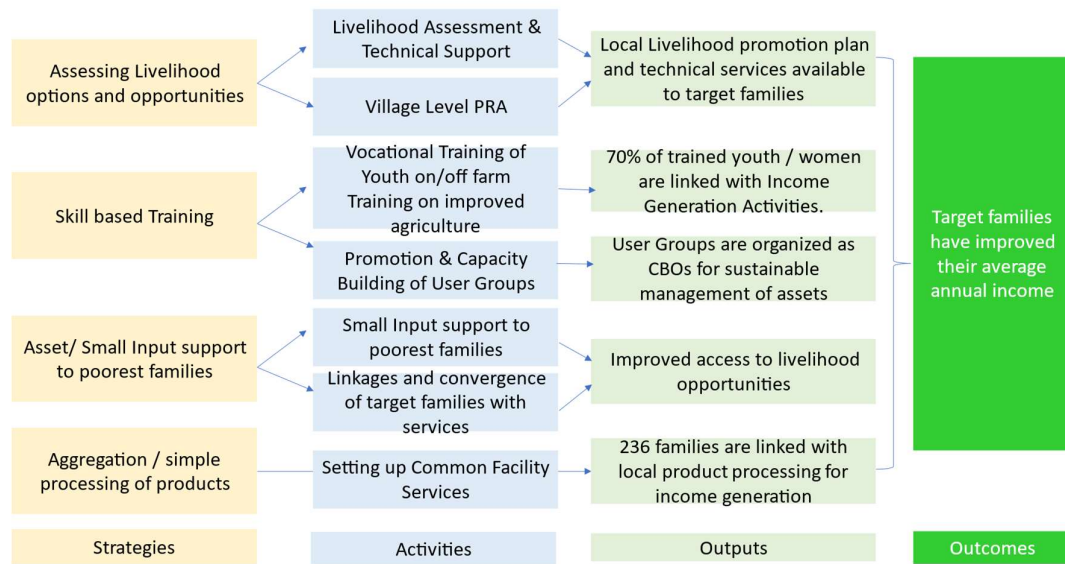 Assessing Livelihood
options and opportunities
Livelihood Assessment &
Technical Support
Village Level PRA
Local Livelihood promotion plan
and technical services available
to target families
Skill based Training
Vocational Training of
Youth on/off farm
Training on improved
agriculture
Promotion & Capacity
Building of User Groups
70% of trained youth / women
are linked with Income
Generation Activities.
User Groups are organized as
CBOs for sustainable
management of assets
Asset/ Small Input support
to poorest families
Small Input support to
poorest families
Linkages and convergence
of target families with
services
Improved access to livelihood
opportunities
Aggregation / simple
processing of products
Setting up Common Facility
Services
236 families are linked with
local product processing for
income generation
Target families
have improved
their average
annual income
Strategies
Activities
Outputs
Outcomes